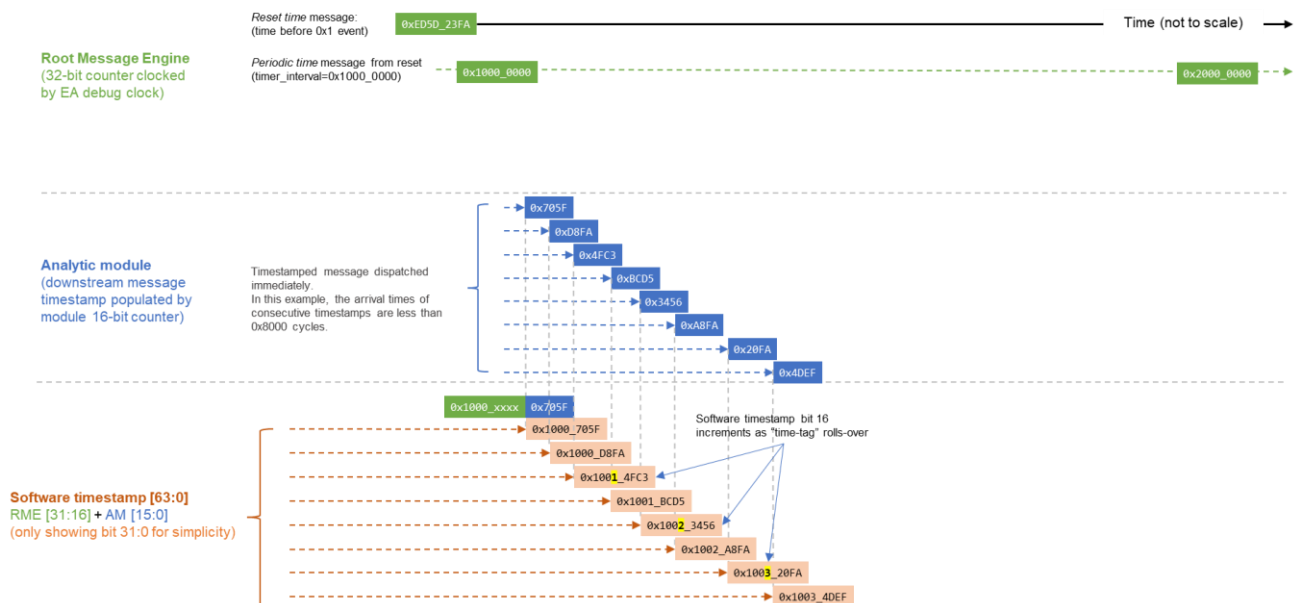 Reset time message:
(time before 0x1 event)
0xED5D_23FA
Time (not to scale)
Root Message Engine
(32-bit counter clocked
by EA debug clock)
Periodic time message from reset
(timer_interval=0x1000_0000)
0x1000_0000
0x2000_0000
0x705F
0xD8FA
0x4FC3
0xBCD5
0x3456
0xA8FA
0x20FA
0x4DEF
Analytic module
(downstream message
timestamp populated by
module 16-bit counter)
Timestamped message dispatched
immediately.
In this example, the arrival times of
consecutive timestamps are less than
0x8000 cycles.
0x1000_xxxx
0x705F
Software timestamp bit 16
increments as "time-tag" rolls-over
0x1000_705F
0x1000_D8FA
0x1001_4FC3
0x1001_BCD5
0x1002_3456
0x1002_A8FA
0x1003_20FA
0x1003_4DEF
Software timestamp [63:0]
RME [31:16] + AM [15:0]
(only showing bit 31:0 for simplicity)